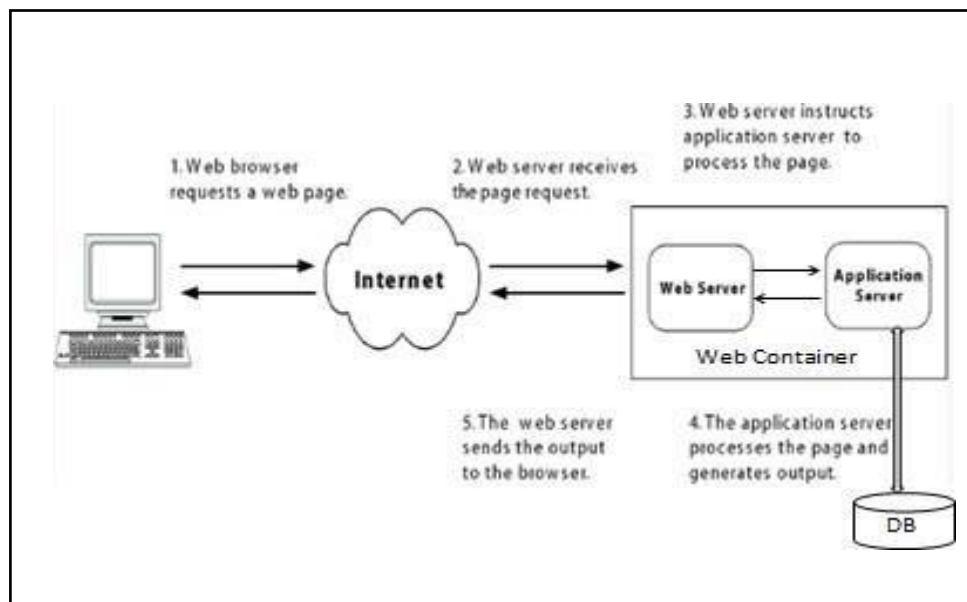 3. Web server instructs
application server to
process the page.
1. Web browser
requests a web page.
2. Web server receives
the page request.
Internet
Web Server
Application
Server
Web Container
5. The web server
sends the output
to the browser.
4. The application server
processes the page and
generates output.
DB